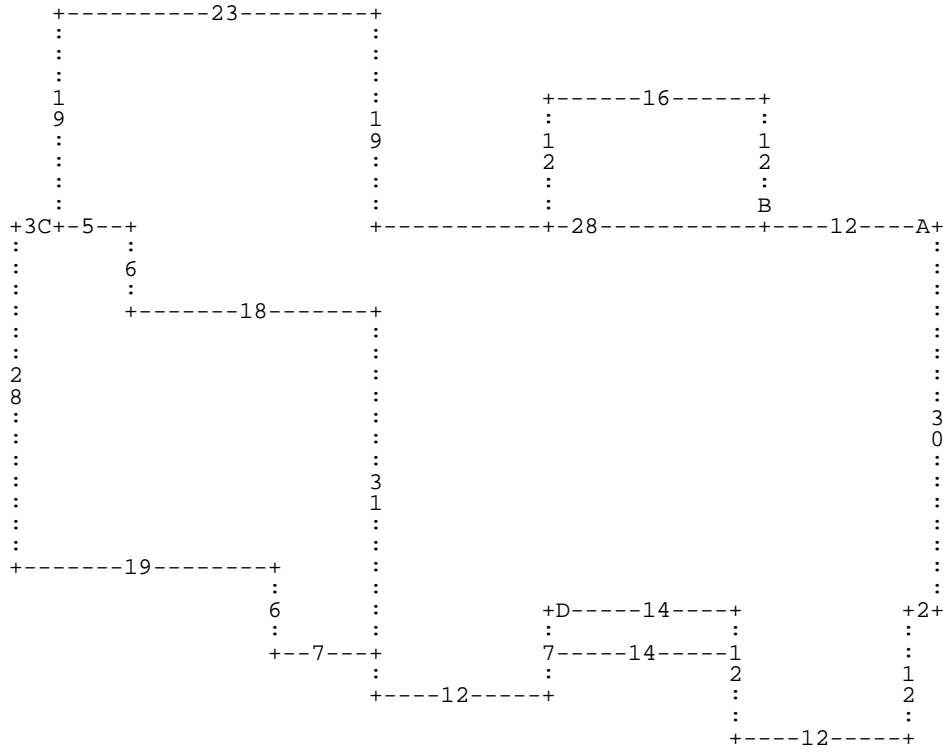 +----------23---------+
   :                     :
   :                     :
   :                     :
   1                     :           +------16------+
   9                     1           :              :
   :                     9           1              1
   :                     :           2              2
   :                     :           :              :
   :                     :           :              B
+3C+-5--+                +-----------+-28-----------+----12----A+
:       :                                                       :
:       6                                                       :
:       :                                                       :
:       +-------18-------+                                      :
:                        :                                      :
:                        :                                      :
2                        :                                      :
8                        :                                      :
:                        :                                      3
:                        :                                      0
:                        :                                      :
:                        3                                      :
:                        1                                      :
:                        :                                      :
:                        :                                      :
+-------19--------+      :                                      :
                  :      :                                      :
                  6      :           +D-----14----+           +2+
                  :      :           :            :           :
                  +--7---+           7-----14-----1           :
                         :           :            2           1
                         +----12-----+            :           2
                                                  :           :
                                                  +----12-----+